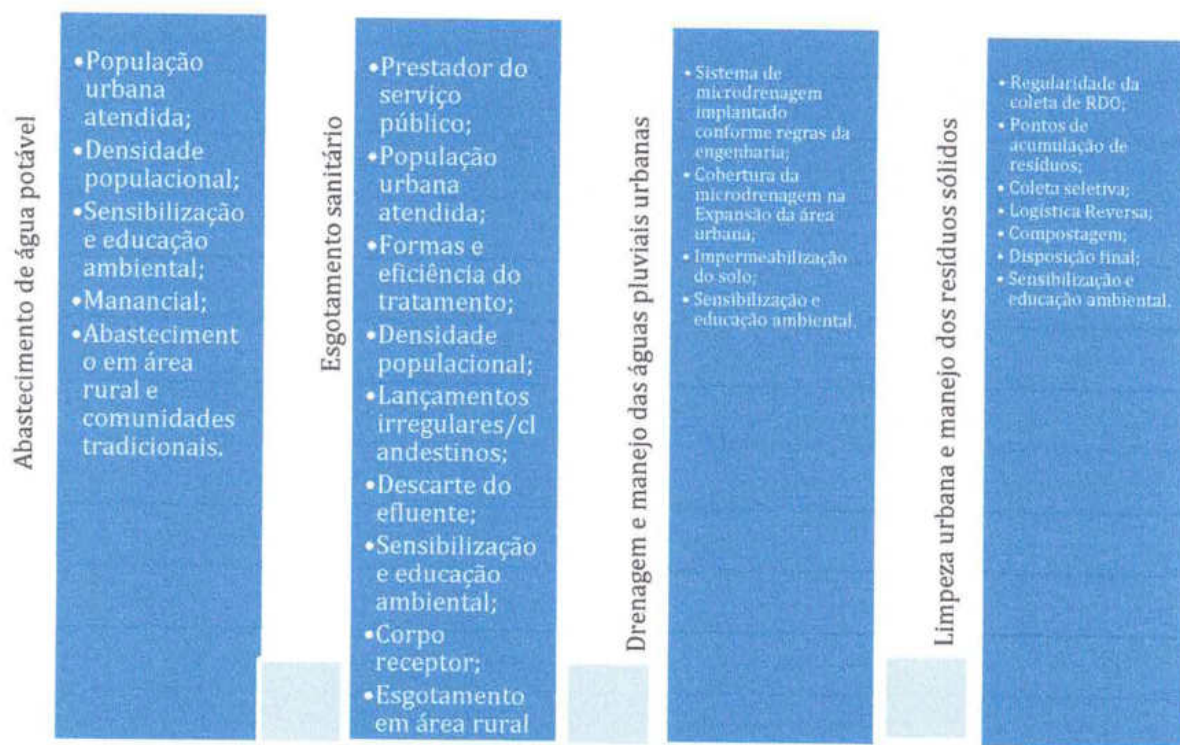 Abastecimento de água potável
•População
urbana
atendida;
•Densidade
populacional;
•Sensibilização
e educação
ambiental;
•Manancial;
•Abasteciment
o em área
rural e
comunidades
tradicionais.
Esgotamento sanitário
•Prestador do
serviço
público;
•População
urbana
atendida;
•Formas e
eficiência do
tratamento;
•Densidade
populacional;
•Lançamentos
irregulares/cl
andestinos;
•Descarte do
efluente;
•Sensibilização
e educação
ambiental;
•Corpo
receptor;
•Esgotamento
em área rural
Drenagem e manejo das águas pluviais urbanas
• Sistema de
microdrenagem
implantado
conforme regras da
engenharia;
• Cobertura da
microdrenagem na
Expansão da área
urbana;
• Impermeabilização
do solo;
• Sensibilização e
educação ambiental.
Limpeza urbana e manejo dos resíduos sólidos
• Regularidade da
coleta de RDO;
• Pontos de
acumulação de
resíduos;
• Coleta seletiva;
• Logística Reversa;
• Compostagem;
• Disposição final;
• Sensibilização e
educação ambiental.